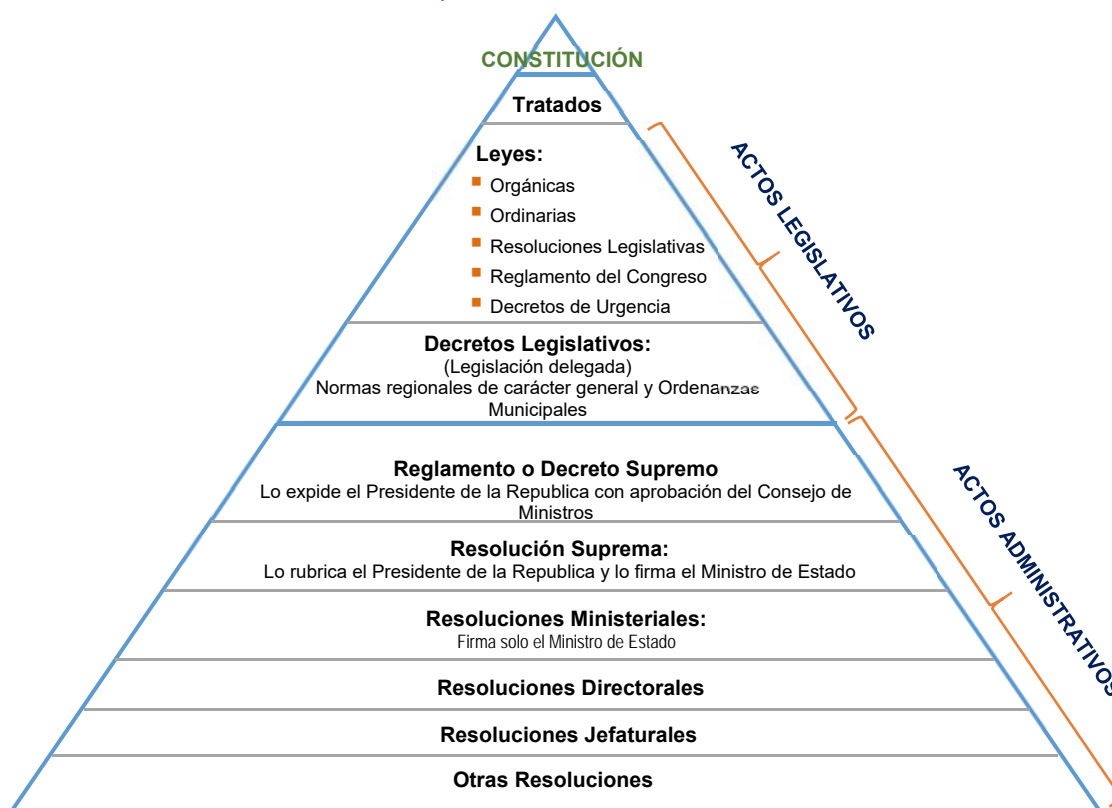 CONSTITUCIÓN
Tratados
Leyes:
Orgánicas
Ordinarias
Resoluciones Legislativas
Reglamento del Congreso
Decretos de Urgencia
Decretos Legislativos:
(Legislación delegada)
Normas regionales de carácter general y Ordenanzas
Municipales
Reglamento o Decreto Supremo
Lo expide el Presidente de la Republica con aprobación del Consejo de
Ministros
Resolución Suprema:
Lo rubrica el Presidente de la Republica y lo firma el Ministro de Estado
Resoluciones Ministeriales:
Firma solo el Ministro de Estado
Resoluciones Directorales
Resoluciones Jefaturales
Otras Resoluciones
ACTOS LEGISLATIVOS
ACTOS ADMINISTRATIVOS